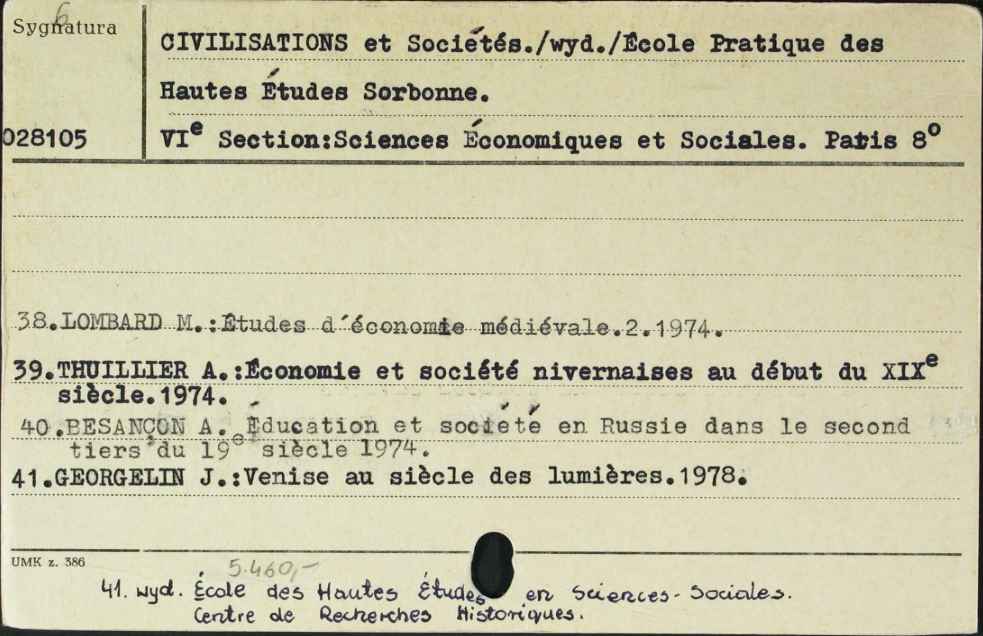 6
Sygnatura
028105
CIVILISATIONS et Sociétés./wyd./École Pratique des
Hautes Études Sorbonne.
VIe Section:Sciences Économiques et Sociales. Paris 8o
38.LOMBARD M.:Études d'économie médiévale.2.1974.
39.THUILLIER A.:Économie et société nivernaises au début du XIXe
siècle.1974.
40.BESANÇON A. Éducation et société en Russie dans le second
tiers du 19e siècle 1974.
41.GEORGELIN J.:Venise au siècle des lumières.1978.
UMK z. 386
5.460,-
41. wyd. École des Hautes Études en Sciences-Sociales.
Centre de Recherches Historiques.